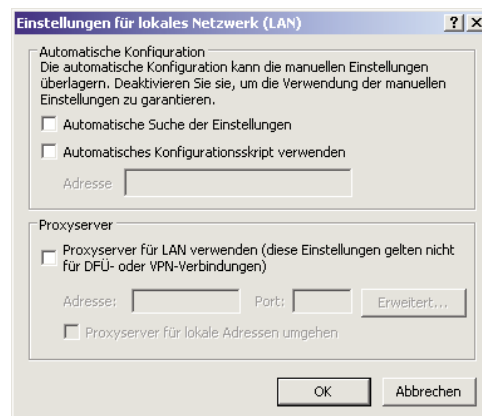 Einstellungen für lokales Netzwerk (LAN)
Automatische Konfiguration
Die automatische Konfiguration kann die manuellen Einstellungen
überlagern. Deaktivieren Sie sie, um die Verwendung der manuellen
Einstellungen zu garantieren.
Automatische Suche der Einstellungen
Automatisches Konfigurationsskript verwenden
Adresse
Proxyserver
Proxyserver für LAN verwenden (diese Einstellungen gelten nicht
für DFÜ- oder VPN-Verbindungen)
Adresse: Port: Erweitert...
Proxyserver für lokale Adressen umgehen
OK Abbrechen